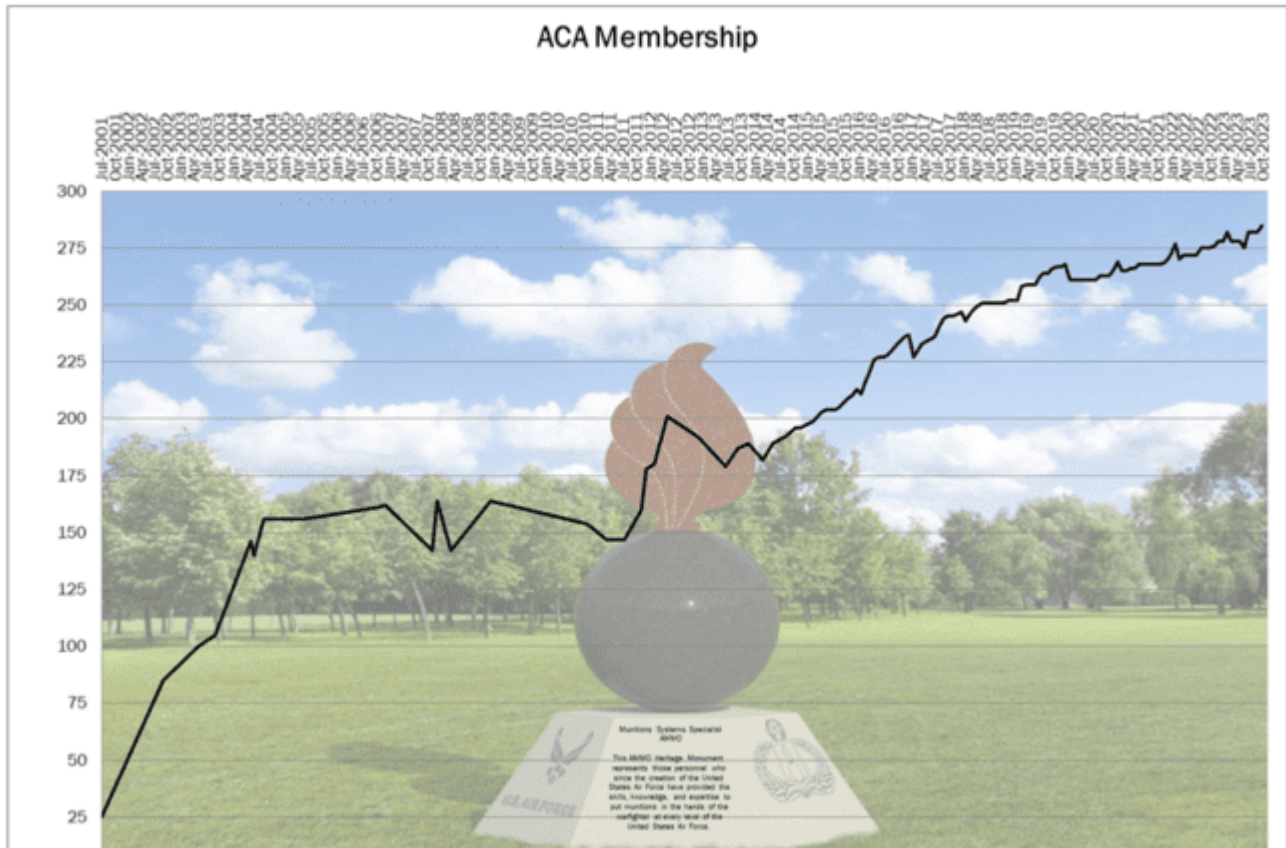 ACA Membership
Jul 2001
Oct 2001
Jan 2002
Apr 2002
Jul 2002
Oct 2002
Jan 2003
Apr 2003
Jul 2003
Oct 2003
Jan 2004
Apr 2004
Jul 2004
Oct 2004
Jan 2005
Apr 2005
Jul 2005
Oct 2005
Jan 2006
Apr 2006
Jul 2006
Oct 2006
Jan 2007
Apr 2007
Jul 2007
Oct 2007
Jan 2008
Apr 2008
Jul 2008
Oct 2008
Jan 2009
Apr 2009
Jul 2009
Oct 2009
Jan 2010
Apr 2010
Jul 2010
Oct 2010
Jan 2011
Apr 2011
Jul 2011
Oct 2011
Jan 2012
Apr 2012
Jul 2012
Oct 2012
Jan 2013
Apr 2013
Jul 2013
Oct 2013
Jan 2014
Apr 2014
Jul 2014
Oct 2014
Jan 2015
Apr 2015
Jul 2015
Oct 2015
Jan 2016
Apr 2016
Jul 2016
Oct 2016
Jan 2017
Apr 2017
Jul 2017
Oct 2017
Jan 2018
Apr 2018
Jul 2018
Oct 2018
Jan 2019
Apr 2019
Jul 2019
Oct 2019
Jan 2020
Apr 2020
Jul 2020
Oct 2020
Jan 2021
Apr 2021
Jul 2021
Oct 2021
Jan 2022
Apr 2022
Jul 2022
Oct 2022
Jan 2023
Apr 2023
Jul 2023
Oct 2023
300
275
250
225
200
175
150
125
100
75
50
25
Munitions Systems Specialist
AMMO
This AMMO Heritage Monument
represents those personnel who
since the creation of the United
States Air Force have provided the
skills, knowledge, and expertise to
put munitions in the hands of the
warfighter at every level of the
United States Air Force.
U.S. AIR FORCE